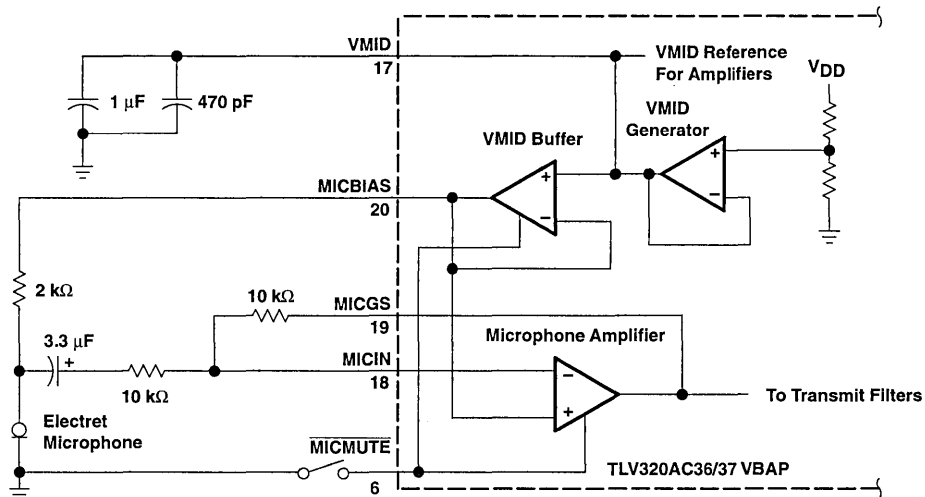 VMID
17
VMID Reference
For Amplifiers
VDD
1 µF
470 pF
VMID
Generator
VMID Buffer
+
−
+
−
MICBIAS
20
2 kΩ
10 kΩ
MICGS
19
Microphone Amplifier
3.3 µF
+
MICIN
18
10 kΩ
−
+
To Transmit Filters
Electret
Microphone
MICMUTE
6
TLV320AC36/37 VBAP